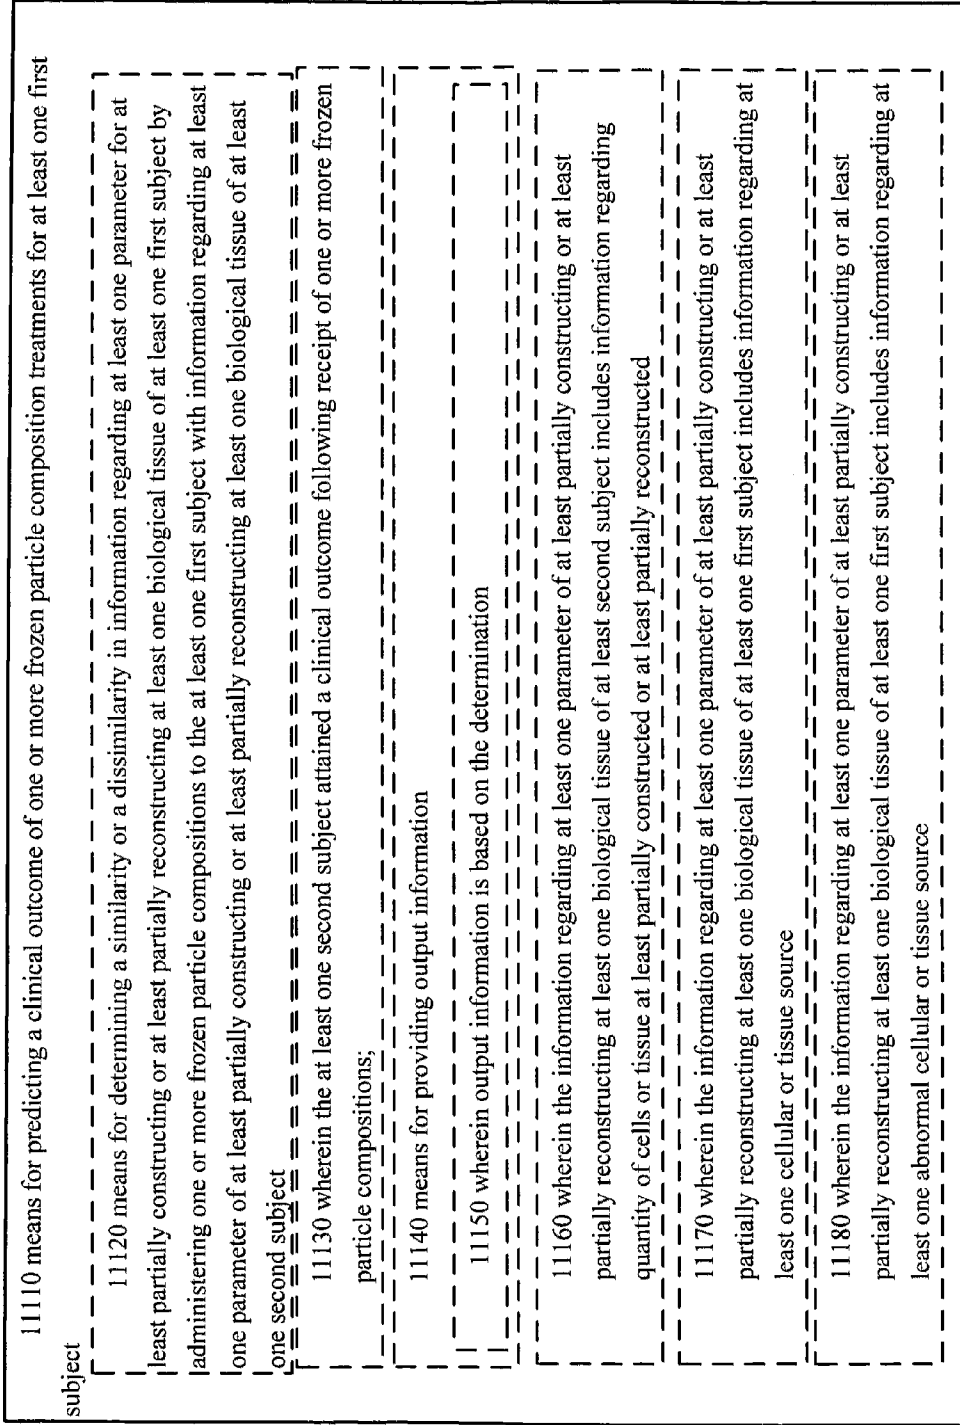 11110 means for predicting a clinical outcome of one or more frozen particle composition treatments for at least one first
subject
11120 means for determining a similarity or a dissimilarity in information regarding at least one parameter for at
least partially constructing or at least partially reconstructing at least one biological tissue of at least one first subject by
administering one or more frozen particle compositions to the at least one first subject with information regarding at least
one parameter of at least partially constructing or at least partially reconstructing at least one biological tissue of at least
one second subject
11130 wherein the at least one second subject attained a clinical outcome following receipt of one or more frozen
particle compositions;
11140 means for providing output information
11150 wherein output information is based on the determination
11160 wherein the information regarding at least one parameter of at least partially constructing or at least
partially reconstructing at least one biological tissue of at least second subject includes information regarding
quantity of cells or tissue at least partially constructed or at least partially reconstructed
11170 wherein the information regarding at least one parameter of at least partially constructing or at least
partially reconstructing at least one biological tissue of at least one first subject includes information regarding at
least one cellular or tissue source
11180 wherein the information regarding at least one parameter of at least partially constructing or at least
partially reconstructing at least one biological tissue of at least one first subject includes information regarding at
least one abnormal cellular or tissue source